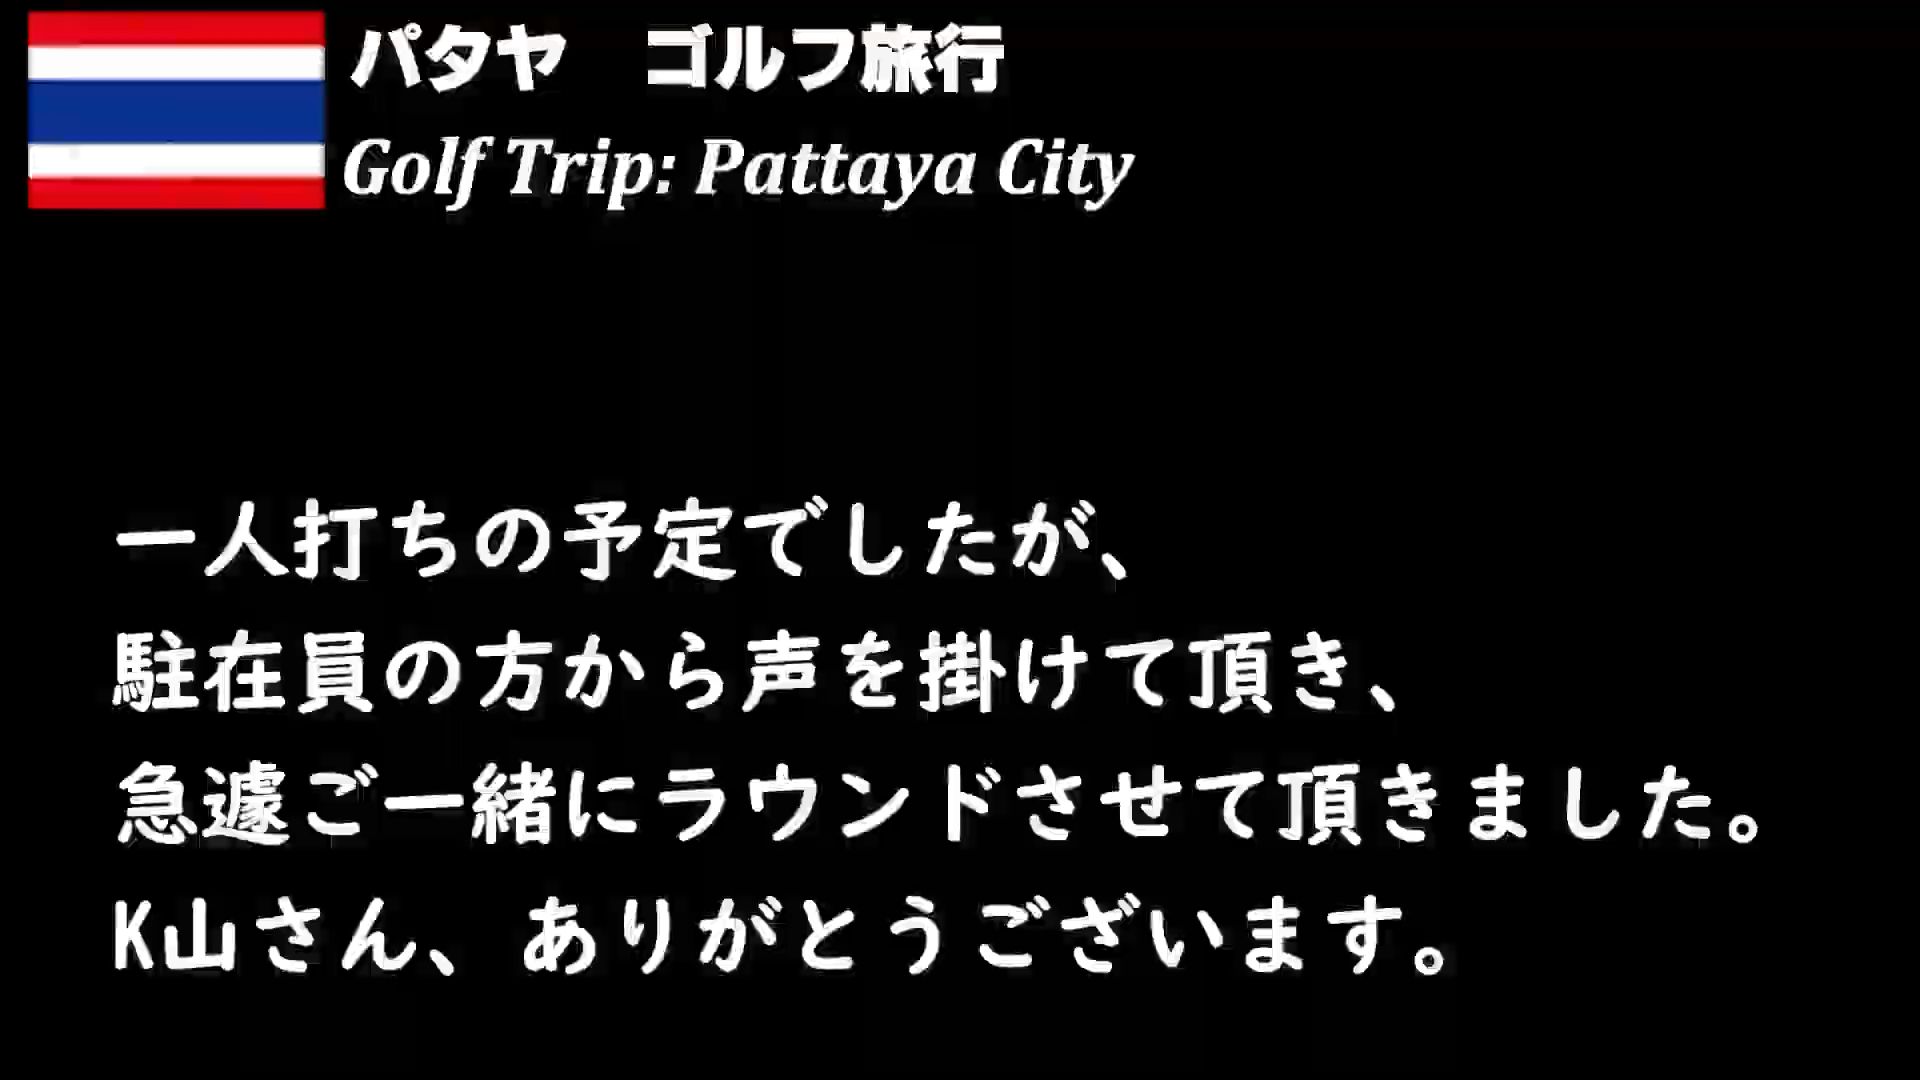 パタヤ　ゴルフ旅行
Golf Trip: Pattaya City
一人打ちの予定でしたが、
駐在員の方から声を掛けて頂き、
急遽ご一緒にラウンドさせて頂きました。
K山さん、ありがとうございます。